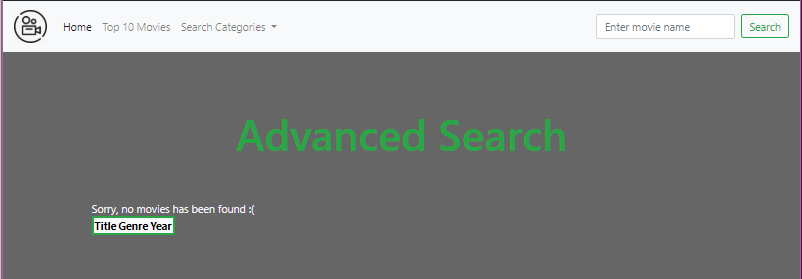 Home Top 10 Movies Search Categories Enter movie name Search
Advanced Search
Sorry, no movies has been found :(
Title Genre Year